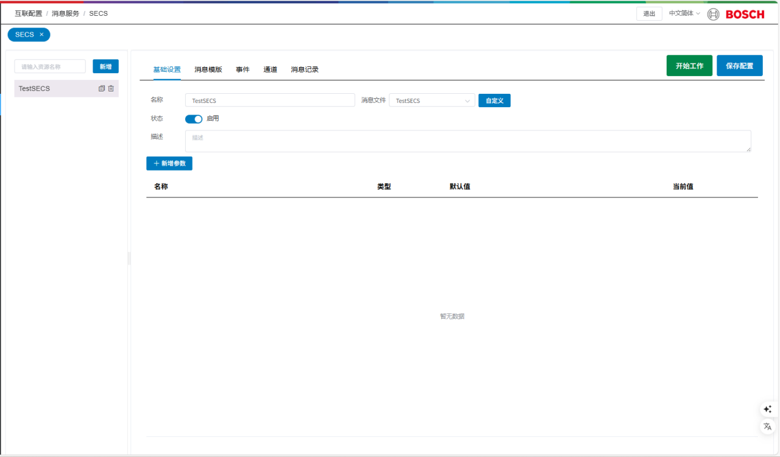 互联配置 / 消息服务 / SECS
退出 中文简体 BOSCH
SECS ×
请输入资源名称 新增
TestSECS
基础设置 消息模版 事件 通道 消息记录
开始工作 保存配置
名称 TestSECS 消息文件 TestSECS 自定义
状态 启用
描述 描述
+ 新增参数
名称 类型 默认值 当前值
暂无数据